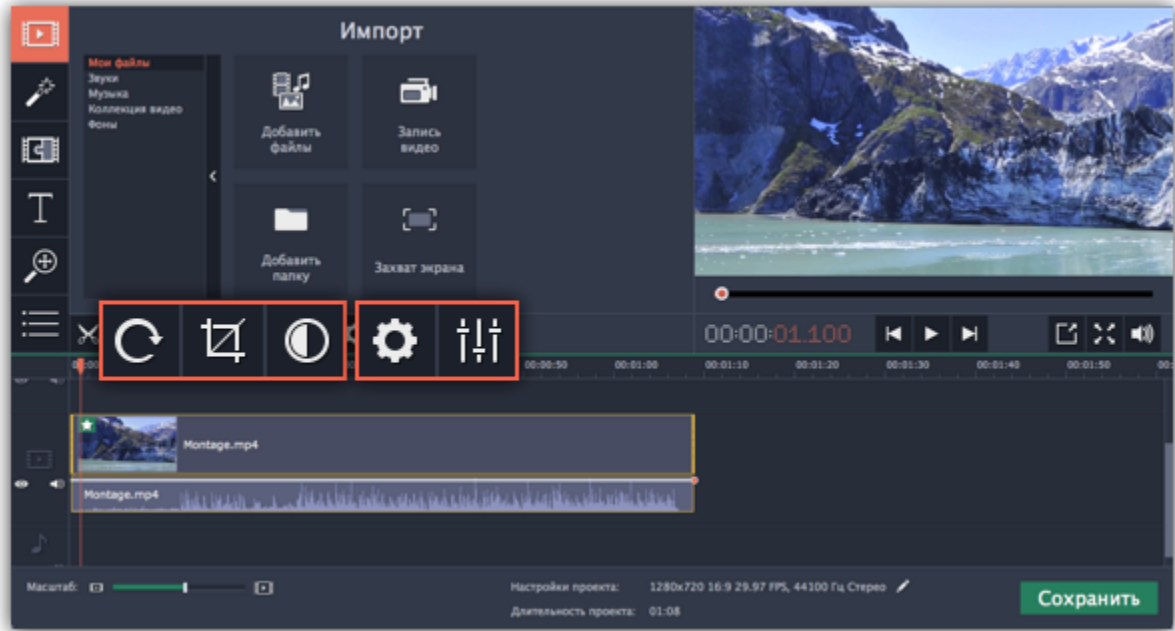 Импорт
Мои файлы
Звуки
Музыка
Коллекция видео
Фоны
Добавить
файлы
Запись
видео
Добавить
папку
Захват экрана
T
00:00:01.100
00:00:50
00:01:00
00:01:10
00:01:20
00:01:30
00:01:40
00:01:50
Montage.mp4
Montage.mp4
Масштаб:
Настройки проекта: 1280x720 16:9 29.97 FPS, 44100 Гц Стерео
Длительность проекта: 01:08
Сохранить